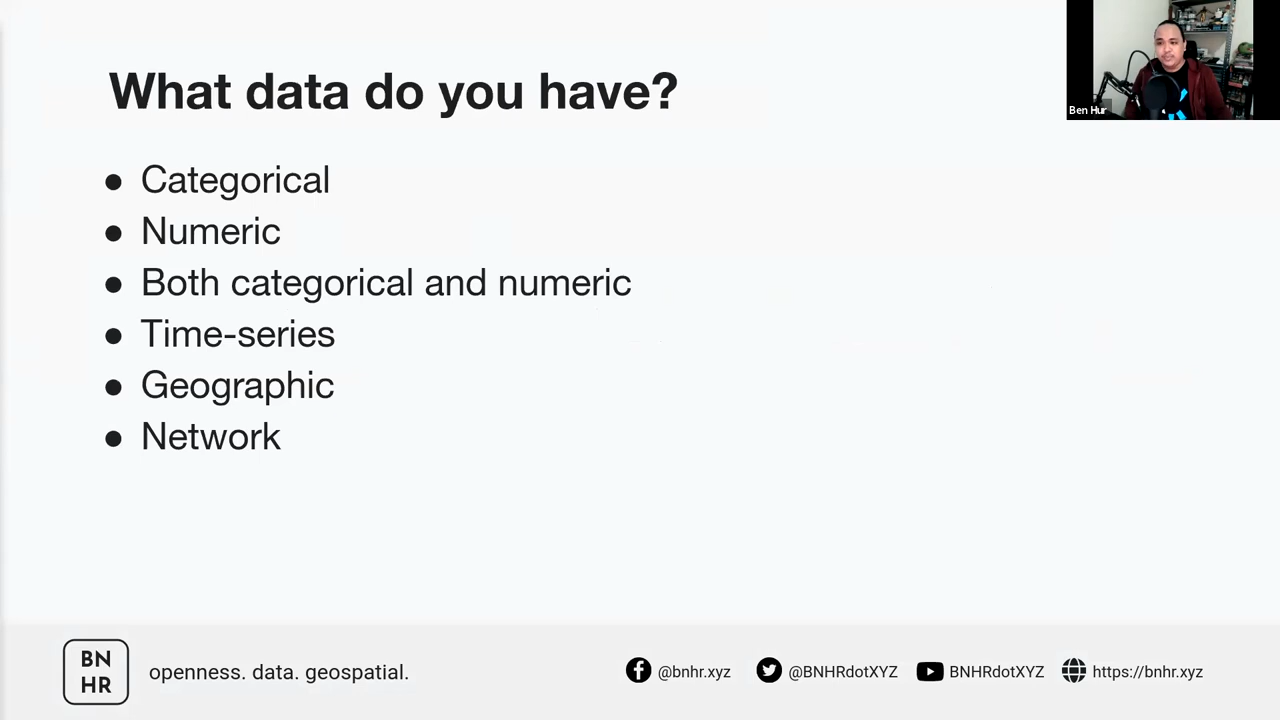 What data do you have?
Ben Hur
● Categorical
● Numeric
● Both categorical and numeric
● Time-series
● Geographic
● Network
BN
HR
openness. data. geospatial.
@bnhr.xyz
@BNHRdotXYZ
BNHRdotXYZ
https://bnhr.xyz